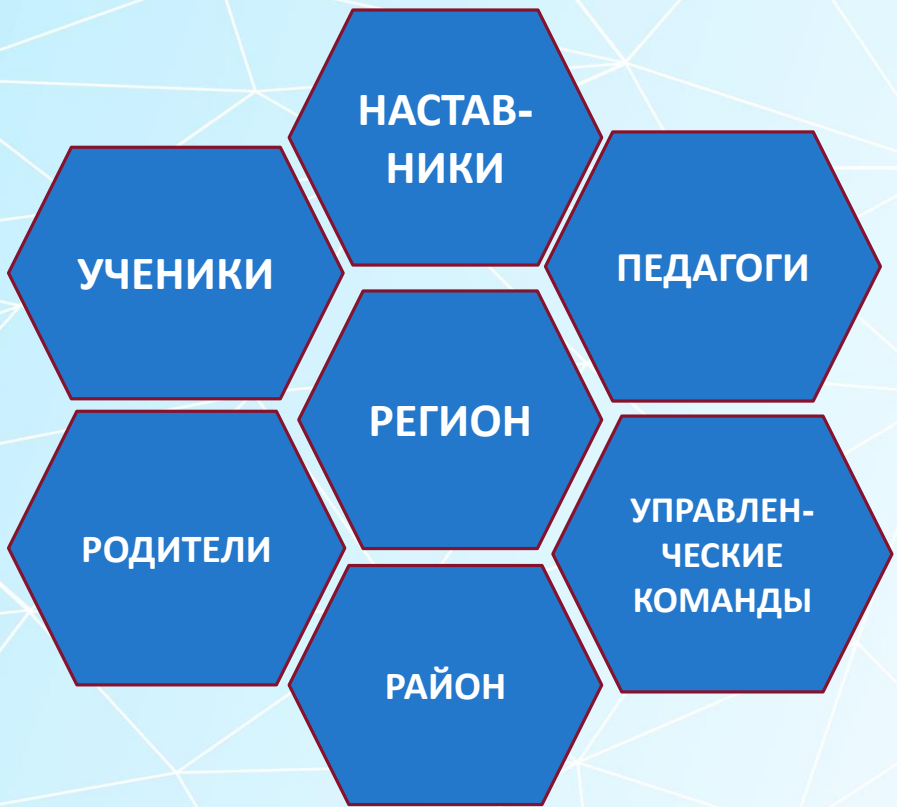 НАСТАВ-
НИКИ
УЧЕНИКИ
ПЕДАГОГИ
РЕГИОН
РОДИТЕЛИ
УПРАВЛЕН-
ЧЕСКИЕ
КОМАНДЫ
РАЙОН